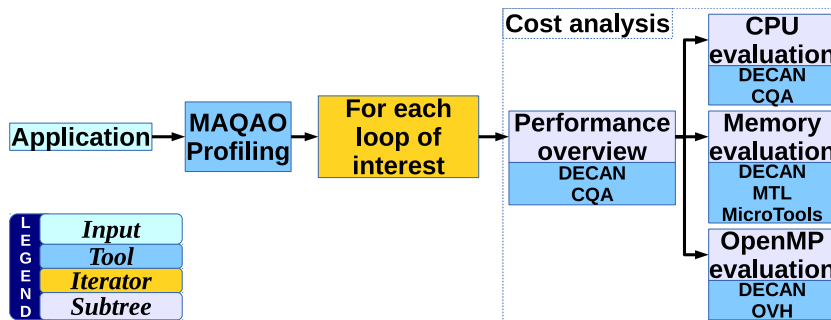 Cost analysis
Application
MAQAO
Profiling
For each
loop of
interest
Performance
overview
DECAN
CQA
CPU
evaluation
DECAN
CQA
Memory
evaluation
DECAN
MTL
MicroTools
OpenMP
evaluation
DECAN
OVH
LEGEND
Input
Tool
Iterator
Subtree